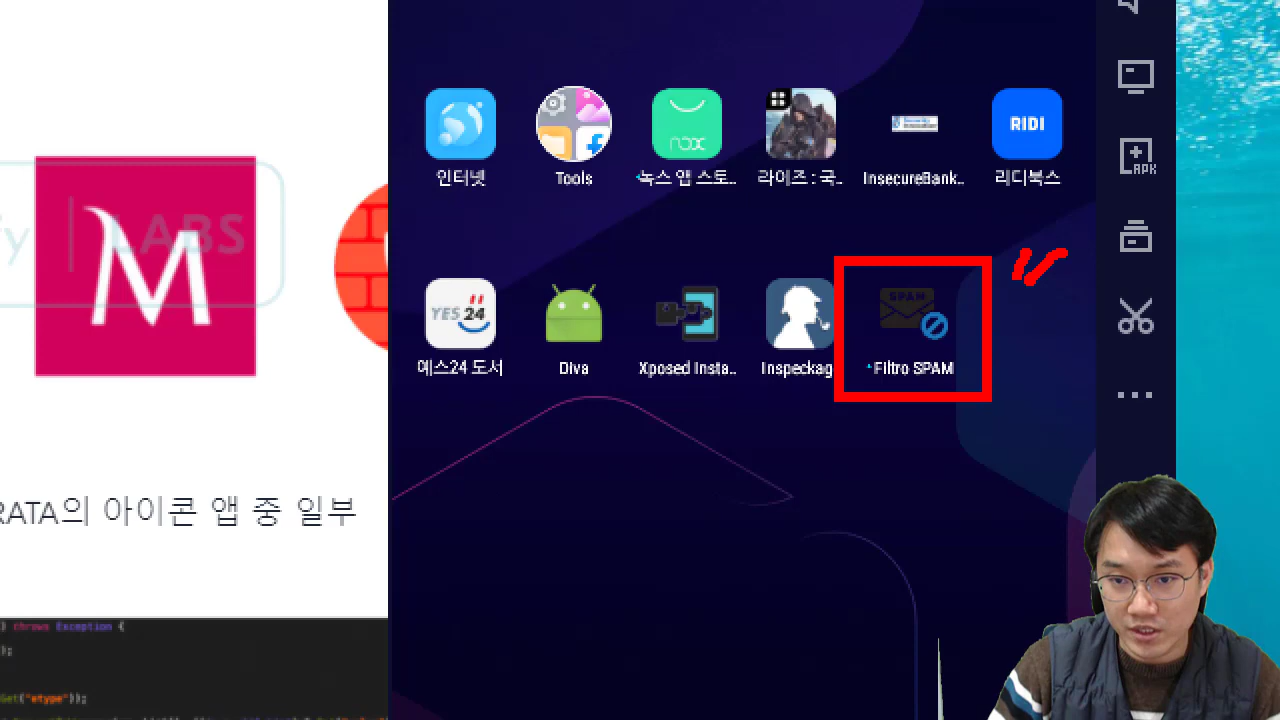 RIDI
nox
인터넷
Tools
녹스 앱 스토..
라이즈 : 국..
InsecureBank..
리디북스
APK
fy
LABS
M
YES 24
SPAM
예스24 도서
Diva
Xposed Insta..
Inspeckag
Filtro SPAM
RATA의 아이콘 앱 중 일부
) throws Exception {
);
Get("etype"));